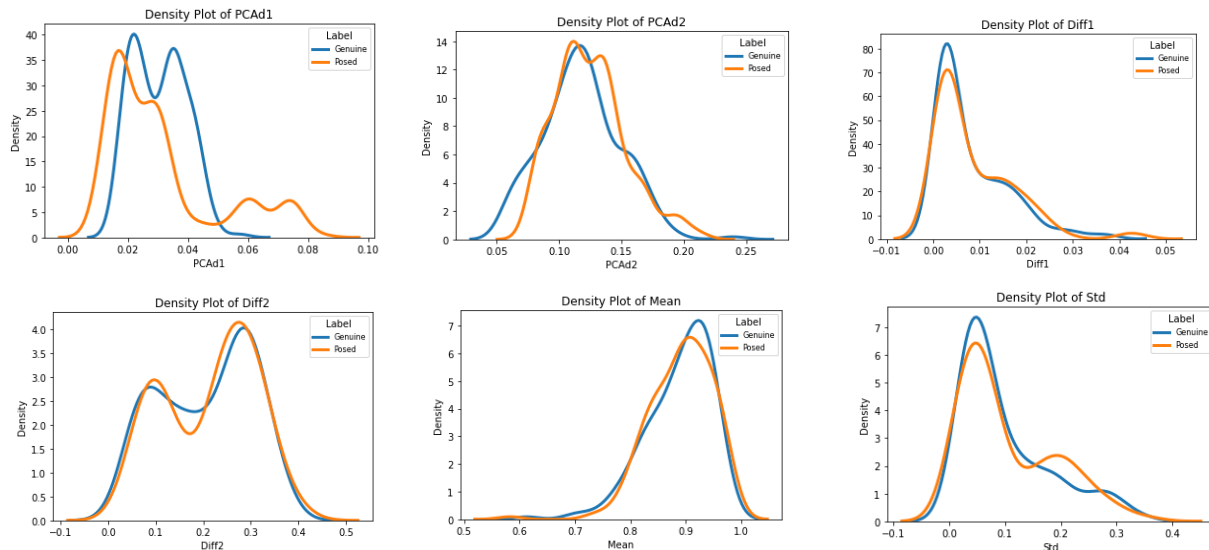 Density Plot of PCAd1
Label
Genuine
Posed
Density
40
35
30
25
20
15
10
5
0
0.00 0.02 0.04 0.06 0.08 0.10
PCAd1
Density Plot of PCAd2
Label
Genuine
Posed
Density
14
12
10
8
6
4
2
0
0.05 0.10 0.15 0.20 0.25
PCAd2
Density Plot of Diff1
Label
Genuine
Posed
Density
80
70
60
50
40
30
20
10
0
−0.01 0.00 0.01 0.02 0.03 0.04 0.05
Diff1
Density Plot of Diff2
Label
Genuine
Posed
Density
4.0
3.5
3.0
2.5
2.0
1.5
1.0
0.5
0.0
−0.1 0.0 0.1 0.2 0.3 0.4 0.5
Diff2
Density Plot of Mean
Label
Genuine
Posed
Density
7
6
5
4
3
2
1
0
0.5 0.6 0.7 0.8 0.9 1.0
Mean
Density Plot of Std
Label
Genuine
Posed
Density
7
6
5
4
3
2
1
0
−0.1 0.0 0.1 0.2 0.3 0.4
Std